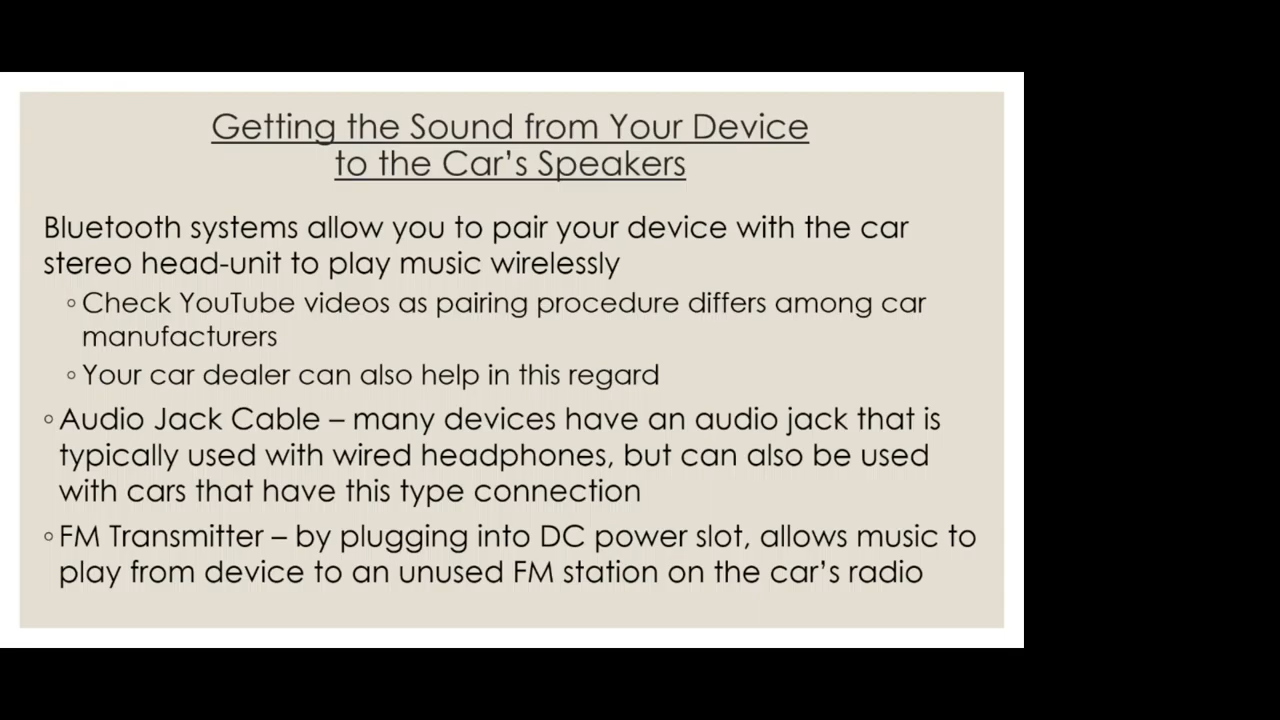 Getting the Sound from Your Device
to the Car’s Speakers
Bluetooth systems allow you to pair your device with the car
stereo head-unit to play music wirelessly
◦ Check YouTube videos as pairing procedure differs among car
manufacturers
◦ Your car dealer can also help in this regard
◦ Audio Jack Cable – many devices have an audio jack that is
typically used with wired headphones, but can also be used
with cars that have this type connection
◦ FM Transmitter – by plugging into DC power slot, allows music to
play from device to an unused FM station on the car’s radio